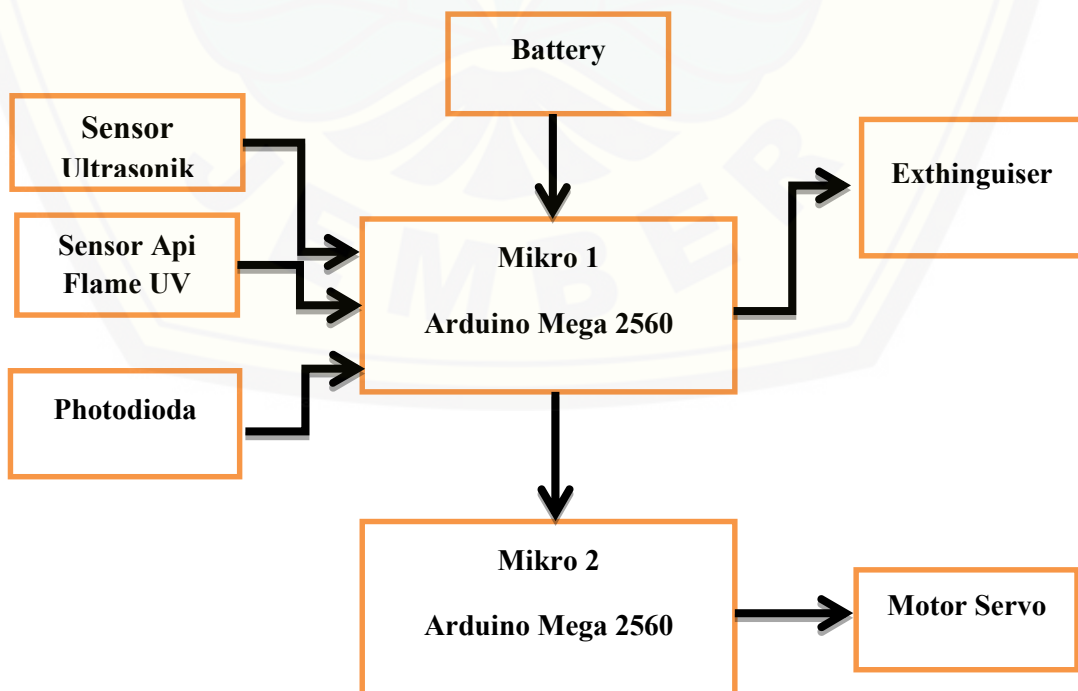 Battery
Sensor
Ultrasonik
Exthinguiser
Sensor Api
Flame UV
Mikro 1
Arduino Mega 2560
Photodioda
Mikro 2
Arduino Mega 2560
Motor Servo
JEMBER